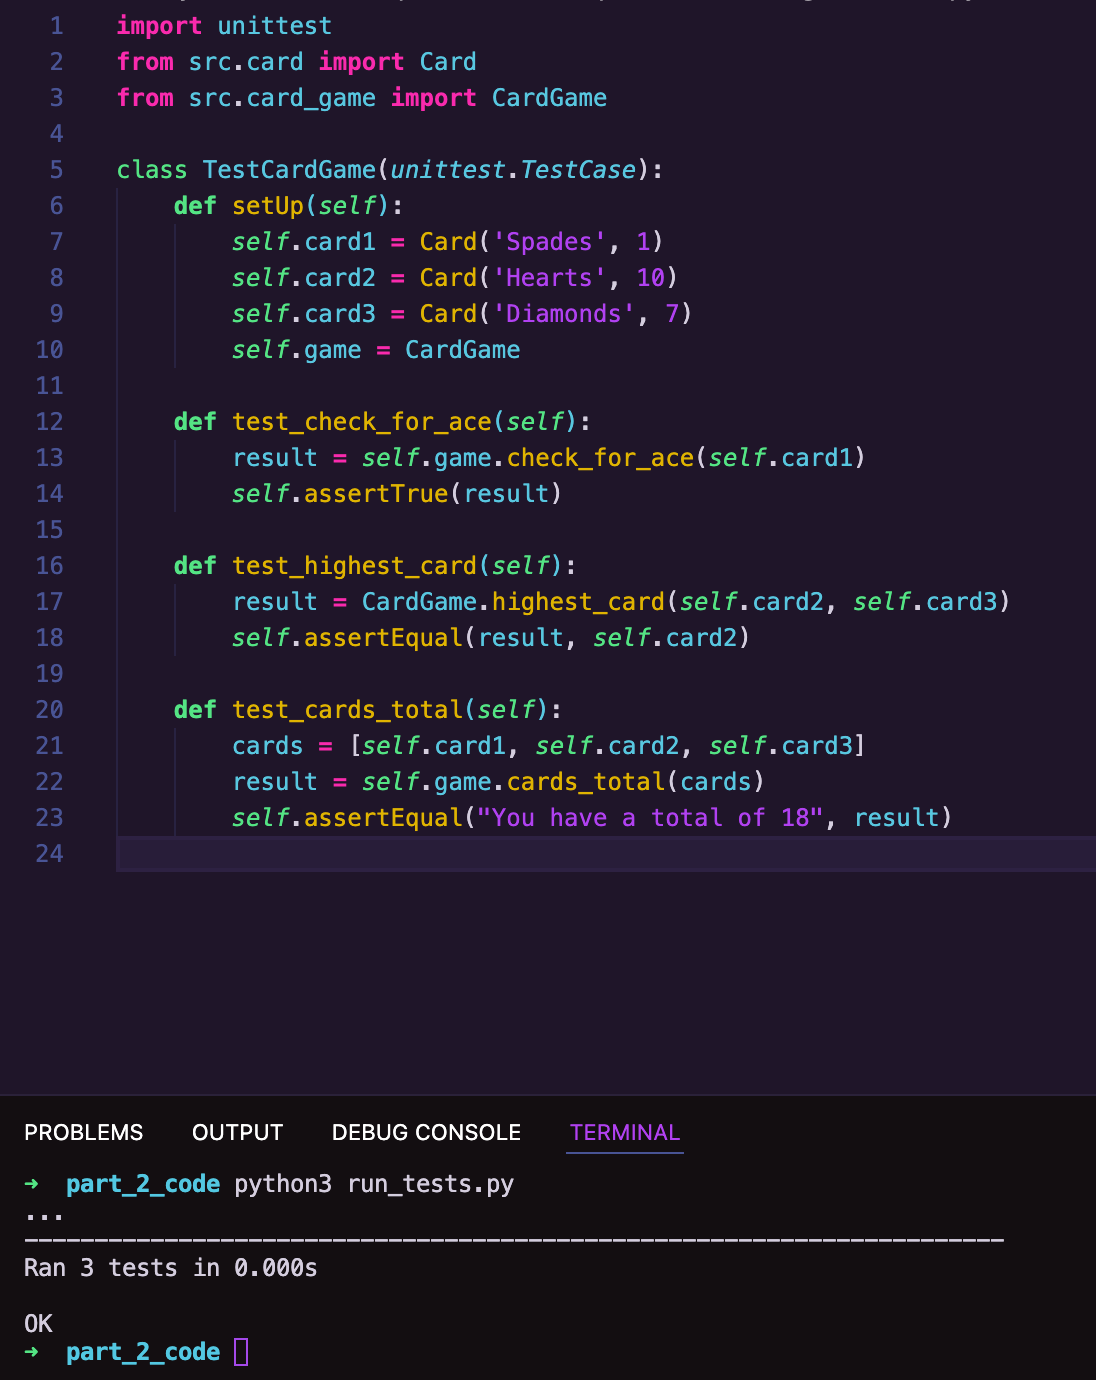 1 import unittest
2 from src.card import Card
3 from src.card_game import CardGame
4
5 class TestCardGame(unittest.TestCase):
6     def setUp(self):
7         self.card1 = Card('Spades', 1)
8         self.card2 = Card('Hearts', 10)
9         self.card3 = Card('Diamonds', 7)
10         self.game = CardGame
11
12     def test_check_for_ace(self):
13         result = self.game.check_for_ace(self.card1)
14         self.assertTrue(result)
15
16     def test_highest_card(self):
17         result = CardGame.highest_card(self.card2, self.card3)
18         self.assertEqual(result, self.card2)
19
20     def test_cards_total(self):
21         cards = [self.card1, self.card2, self.card3]
22         result = self.game.cards_total(cards)
23         self.assertEqual("You have a total of 18", result)
24
PROBLEMS OUTPUT DEBUG CONSOLE TERMINAL
➜ part_2_code python3 run_tests.py
...
----------------------------------------------------------------------
Ran 3 tests in 0.000s
OK
➜ part_2_code